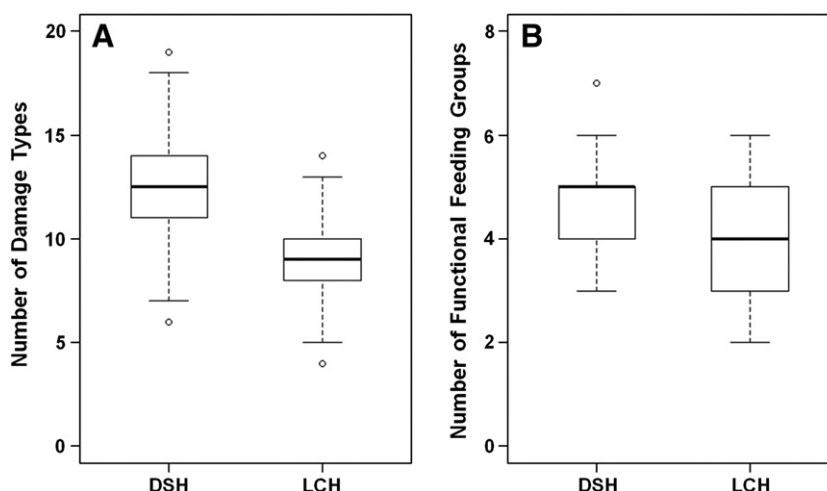 A
Number of Damage Types
20
15
10
5
0
DSH LCH
B
Number of Functional Feeding Groups
8
6
4
2
0
DSH LCH